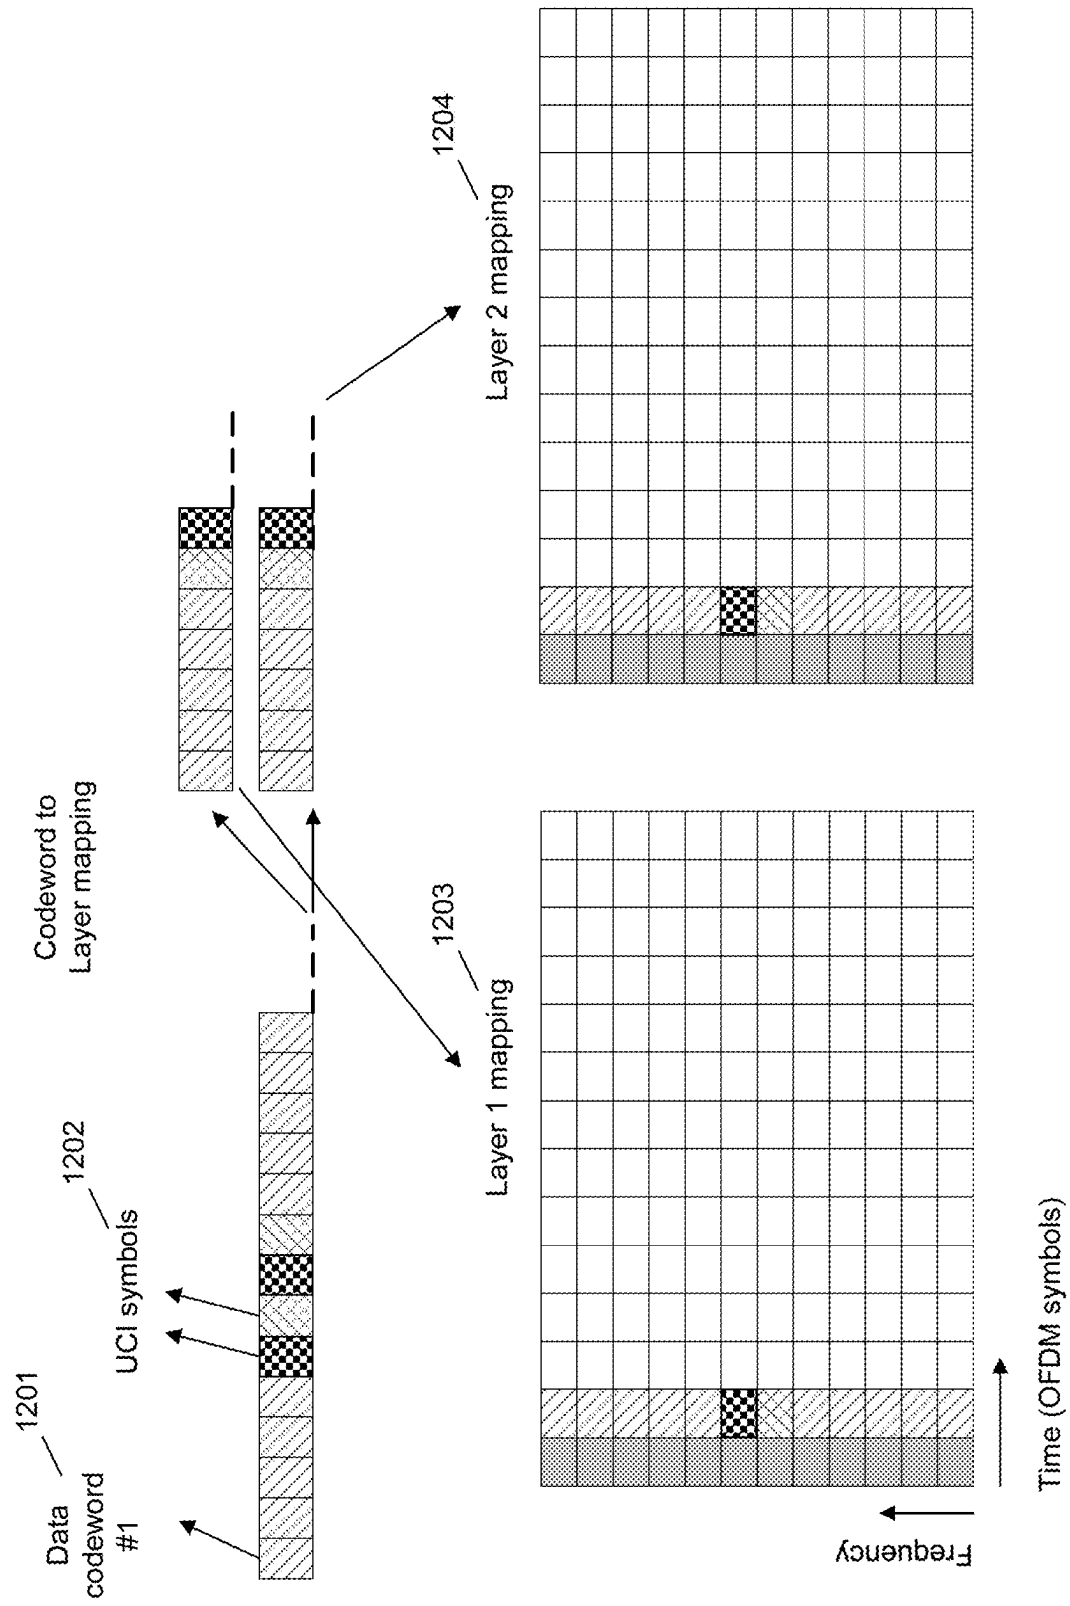 1201
Data
codeword
#1
1202
UCI symbols
Codeword to
Layer mapping
1203
Layer 1 mapping
1204
Layer 2 mapping
Frequency
Time (OFDM symbols)